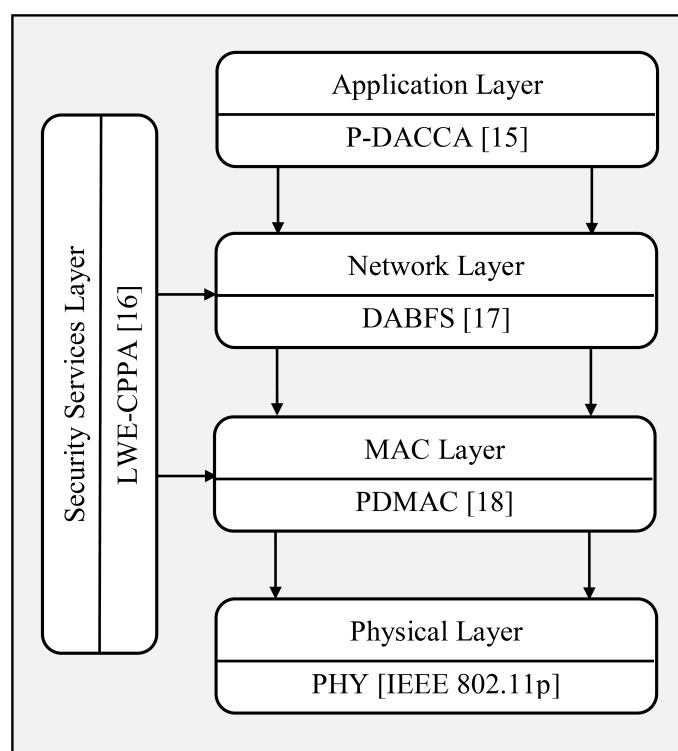 Application Layer
P-DACCA [15]
Security Services Layer
LWE-CPPA [16]
Network Layer
DABFS [17]
MAC Layer
PDMAC [18]
Physical Layer
PHY [IEEE 802.11p]